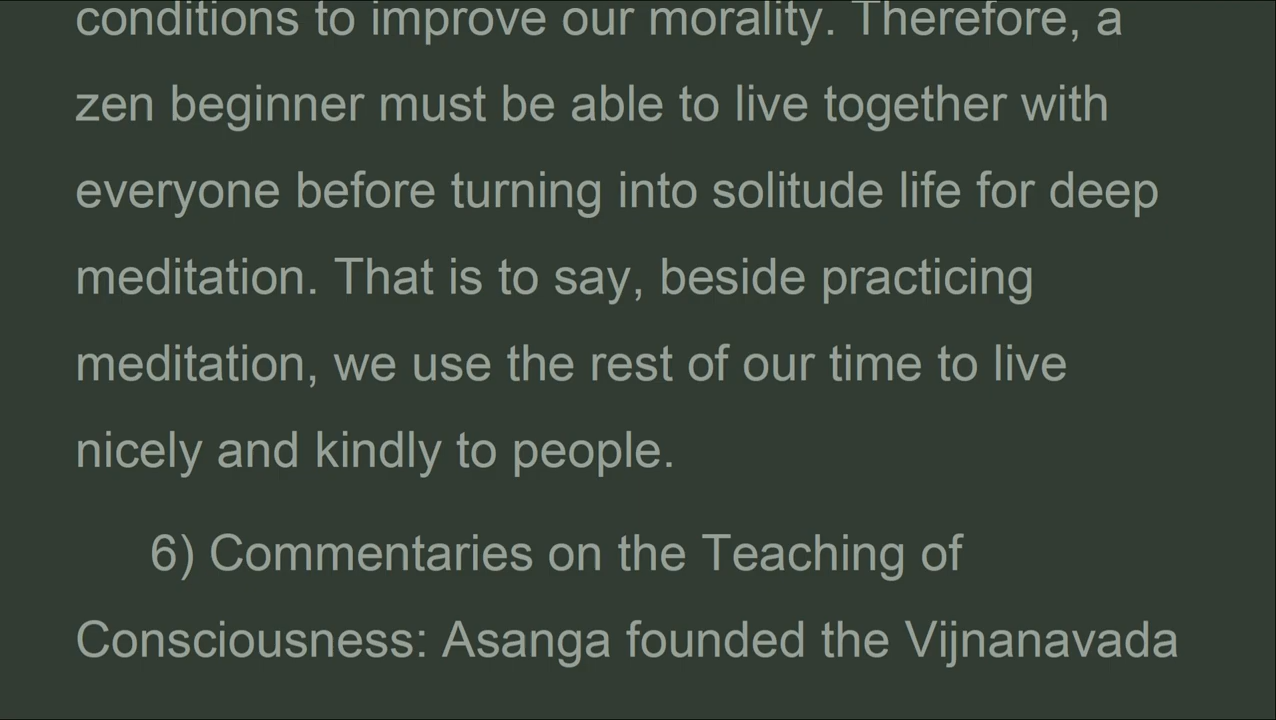 conditions to improve our morality. Therefore, a
zen beginner must be able to live together with
everyone before turning into solitude life for deep
meditation. That is to say, beside practicing
meditation, we use the rest of our time to live
nicely and kindly to people.
6) Commentaries on the Teaching of
Consciousness: Asanga founded the Vijnanavada